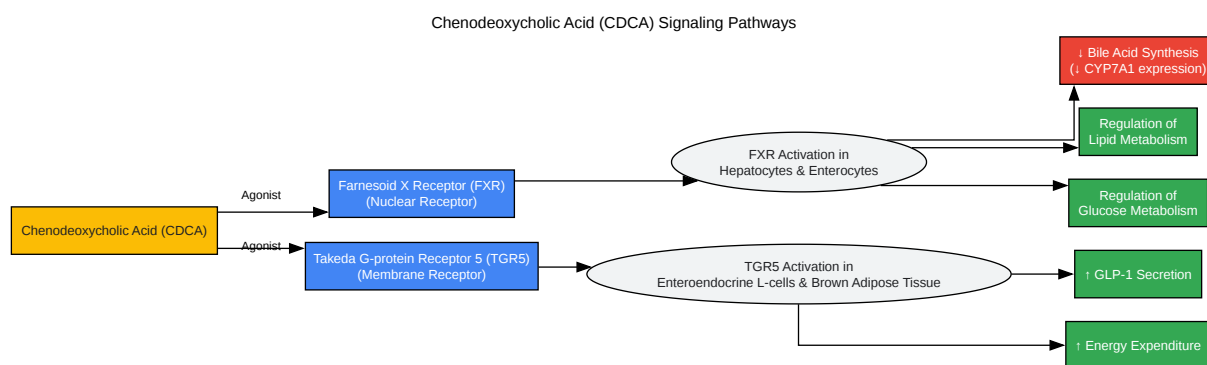 Chenodeoxycholic Acid (CDCA) Signaling Pathways
↓ Bile Acid Synthesis
(↓ CYP7A1 expression)
Regulation of
Lipid Metabolism
FXR Activation in
Hepatocytes & Enterocytes
Farnesoid X Receptor (FXR)
(Nuclear Receptor)
Agonist
Regulation of
Glucose Metabolism
Chenodeoxycholic Acid (CDCA)
Agonist
Takeda G-protein Receptor 5 (TGR5)
(Membrane Receptor)
TGR5 Activation in
Enteroendocrine L-cells & Brown Adipose Tissue
↑ GLP-1 Secretion
↑ Energy Expenditure